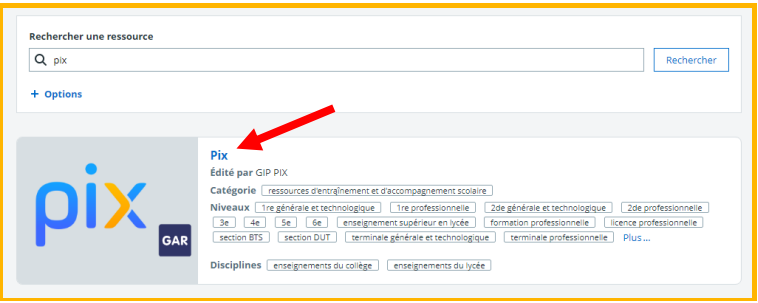 Rechercher une ressource
pix
Rechercher
+ Options
pix
GAR
Pix
Édité par GIP PIX
Catégorie ressources d'entraînement et d'accompagnement scolaire
Niveaux 1re générale et technologique 1re professionnelle 2de générale et technologique 2de professionnelle
3e 4e 5e 6e enseignement supérieur en lycée formation professionnelle licence professionnelle
section BTS section DUT terminale générale et technologique terminale professionnelle Plus...
Disciplines enseignements du collège enseignements du lycée